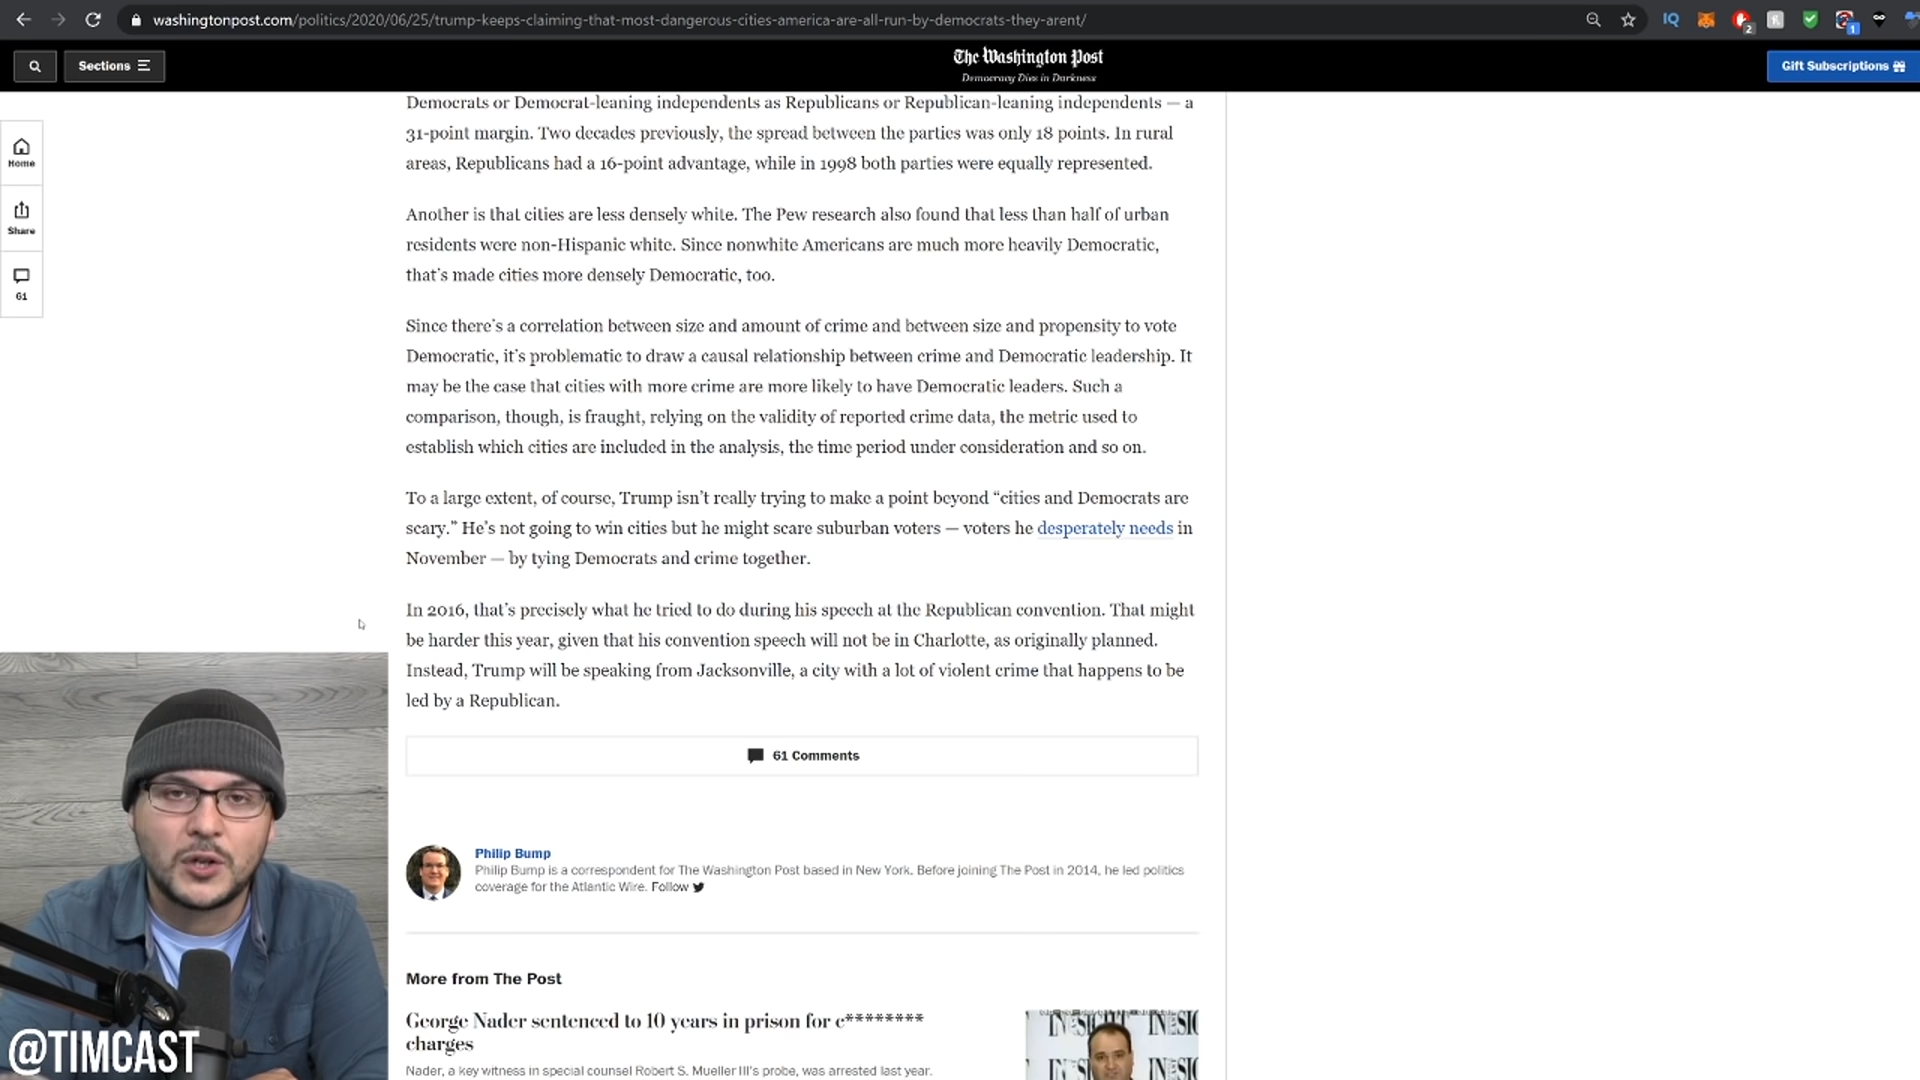 washingtonpost.com/politics/2020/06/25/trump-keeps-claiming-that-most-dangerous-cities-america-are-all-run-by-democrats-they-arent/
IQ
2
1
Sections
The Washington Post
Democracy Dies in Darkness
Gift Subscriptions
Home
Share
61
Democrats or Democrat-leaning independents as Republicans or Republican-leaning independents — a
31-point margin. Two decades previously, the spread between the parties was only 18 points. In rural
areas, Republicans had a 16-point advantage, while in 1998 both parties were equally represented.
Another is that cities are less densely white. The Pew research also found that less than half of urban
residents were non-Hispanic white. Since nonwhite Americans are much more heavily Democratic,
that's made cities more densely Democratic, too.
Since there's a correlation between size and amount of crime and between size and propensity to vote
Democratic, it's problematic to draw a causal relationship between crime and Democratic leadership. It
may be the case that cities with more crime are more likely to have Democratic leaders. Such a
comparison, though, is fraught, relying on the validity of reported crime data, the metric used to
establish which cities are included in the analysis, the time period under consideration and so on.
To a large extent, of course, Trump isn't really trying to make a point beyond “cities and Democrats are
scary.” He's not going to win cities but he might scare suburban voters — voters he desperately needs in
November — by tying Democrats and crime together.
In 2016, that's precisely what he tried to do during his speech at the Republican convention. That might
be harder this year, given that his convention speech will not be in Charlotte, as originally planned.
Instead, Trump will be speaking from Jacksonville, a city with a lot of violent crime that happens to be
led by a Republican.
61 Comments
Philip Bump
Philip Bump is a correspondent for The Washington Post based in New York. Before joining The Post in 2014, he led politics
coverage for the Atlantic Wire. Follow
More from The Post
George Nader sentenced to 10 years in prison for c********
charges
Nader, a key witness in special counsel Robert S. Mueller III's probe, was arrested last year.
@TIMCAST